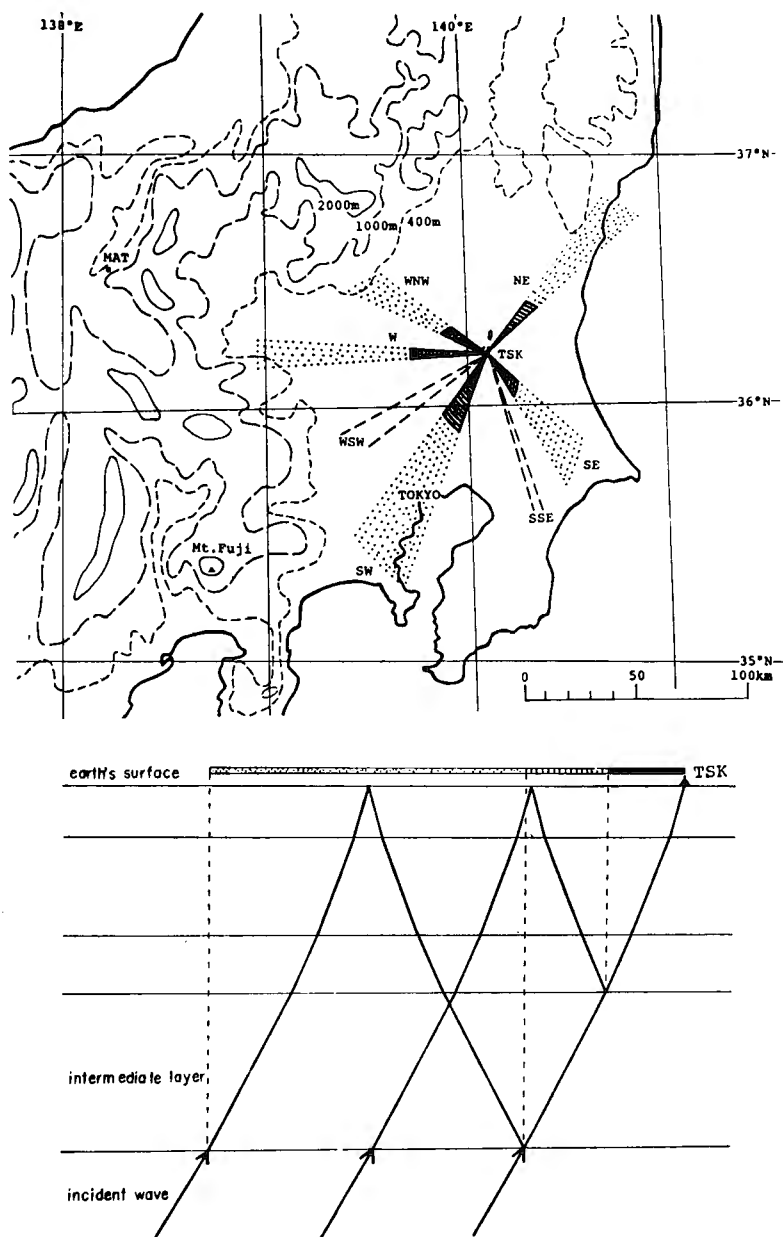 138°E 140°E
37°N
2000m
1000m 400m
MAT
WNW NE
W
TSK
36°N
WSW
SE
TOKYO
SSE
Mt.Fuji
SW
35°N
0 50 100km
earth's surface TSK
intermediate layer
incident wave